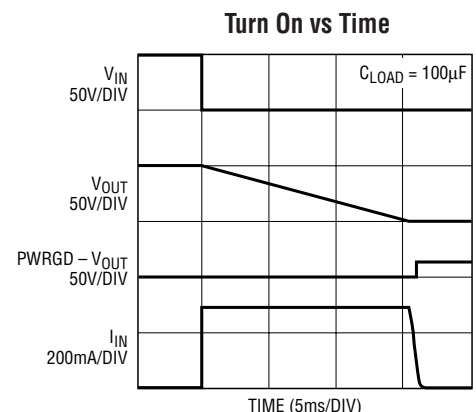 Turn On vs Time
V_IN
50V/DIV
C_LOAD = 100µF
V_OUT
50V/DIV
PWRGD – V_OUT
50V/DIV
I_IN
200mA/DIV
TIME (5ms/DIV)